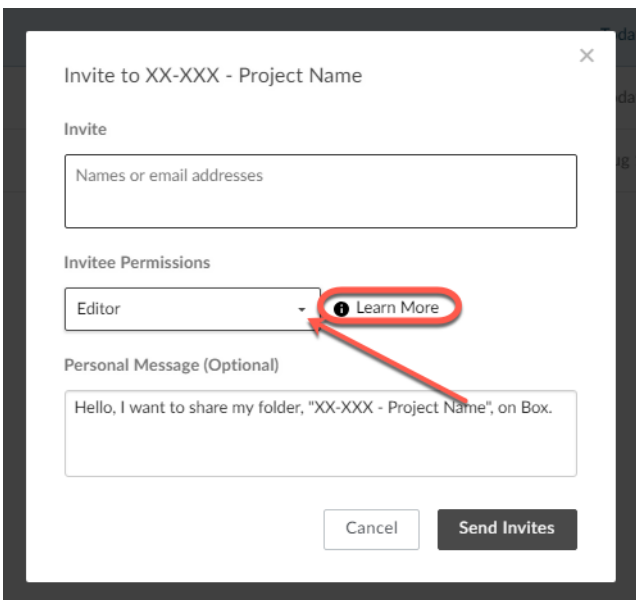 Invite to XX-XXX - Project Name
Invite
Names or email addresses
Invitee Permissions
Editor
Learn More
Personal Message (Optional)
Hello, I want to share my folder, "XX-XXX - Project Name", on Box.
Cancel
Send Invites